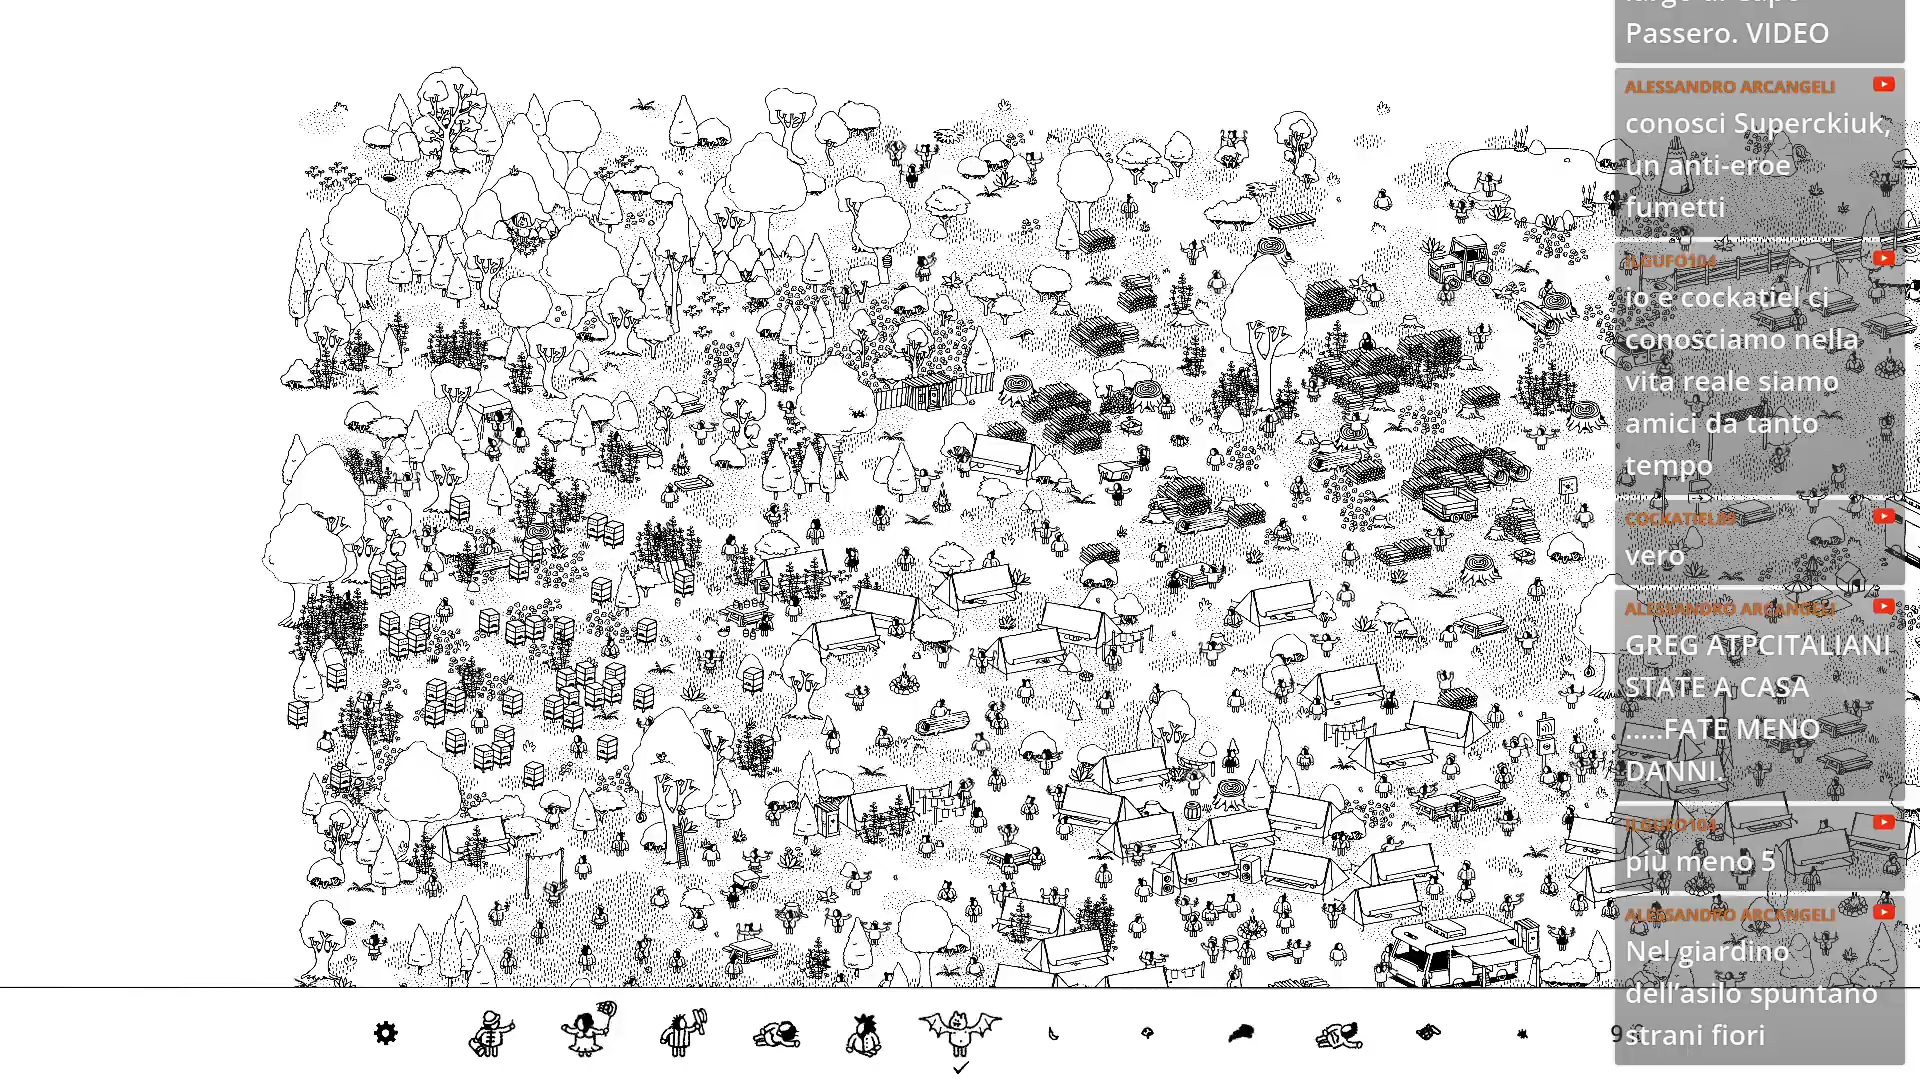 Passero. VIDEO
ALESSANDRO ARCANGELI
conosci Superckiuk,
un anti-eroe
fumetti
ILBUFO104
io e cockatiel ci
conosciamo nella
vita reale siamo
amici da tanto
tempo
vero
ALESSANDRO ARCANGELI
GREG ATPCITALIANI
STATE A CASA
.....FATE MENO
DANNI.
ILBUFO104
più meno 5
ALESSANDRO ARCANGELI
Nel giardino
dell'asilo spuntano
strani fiori